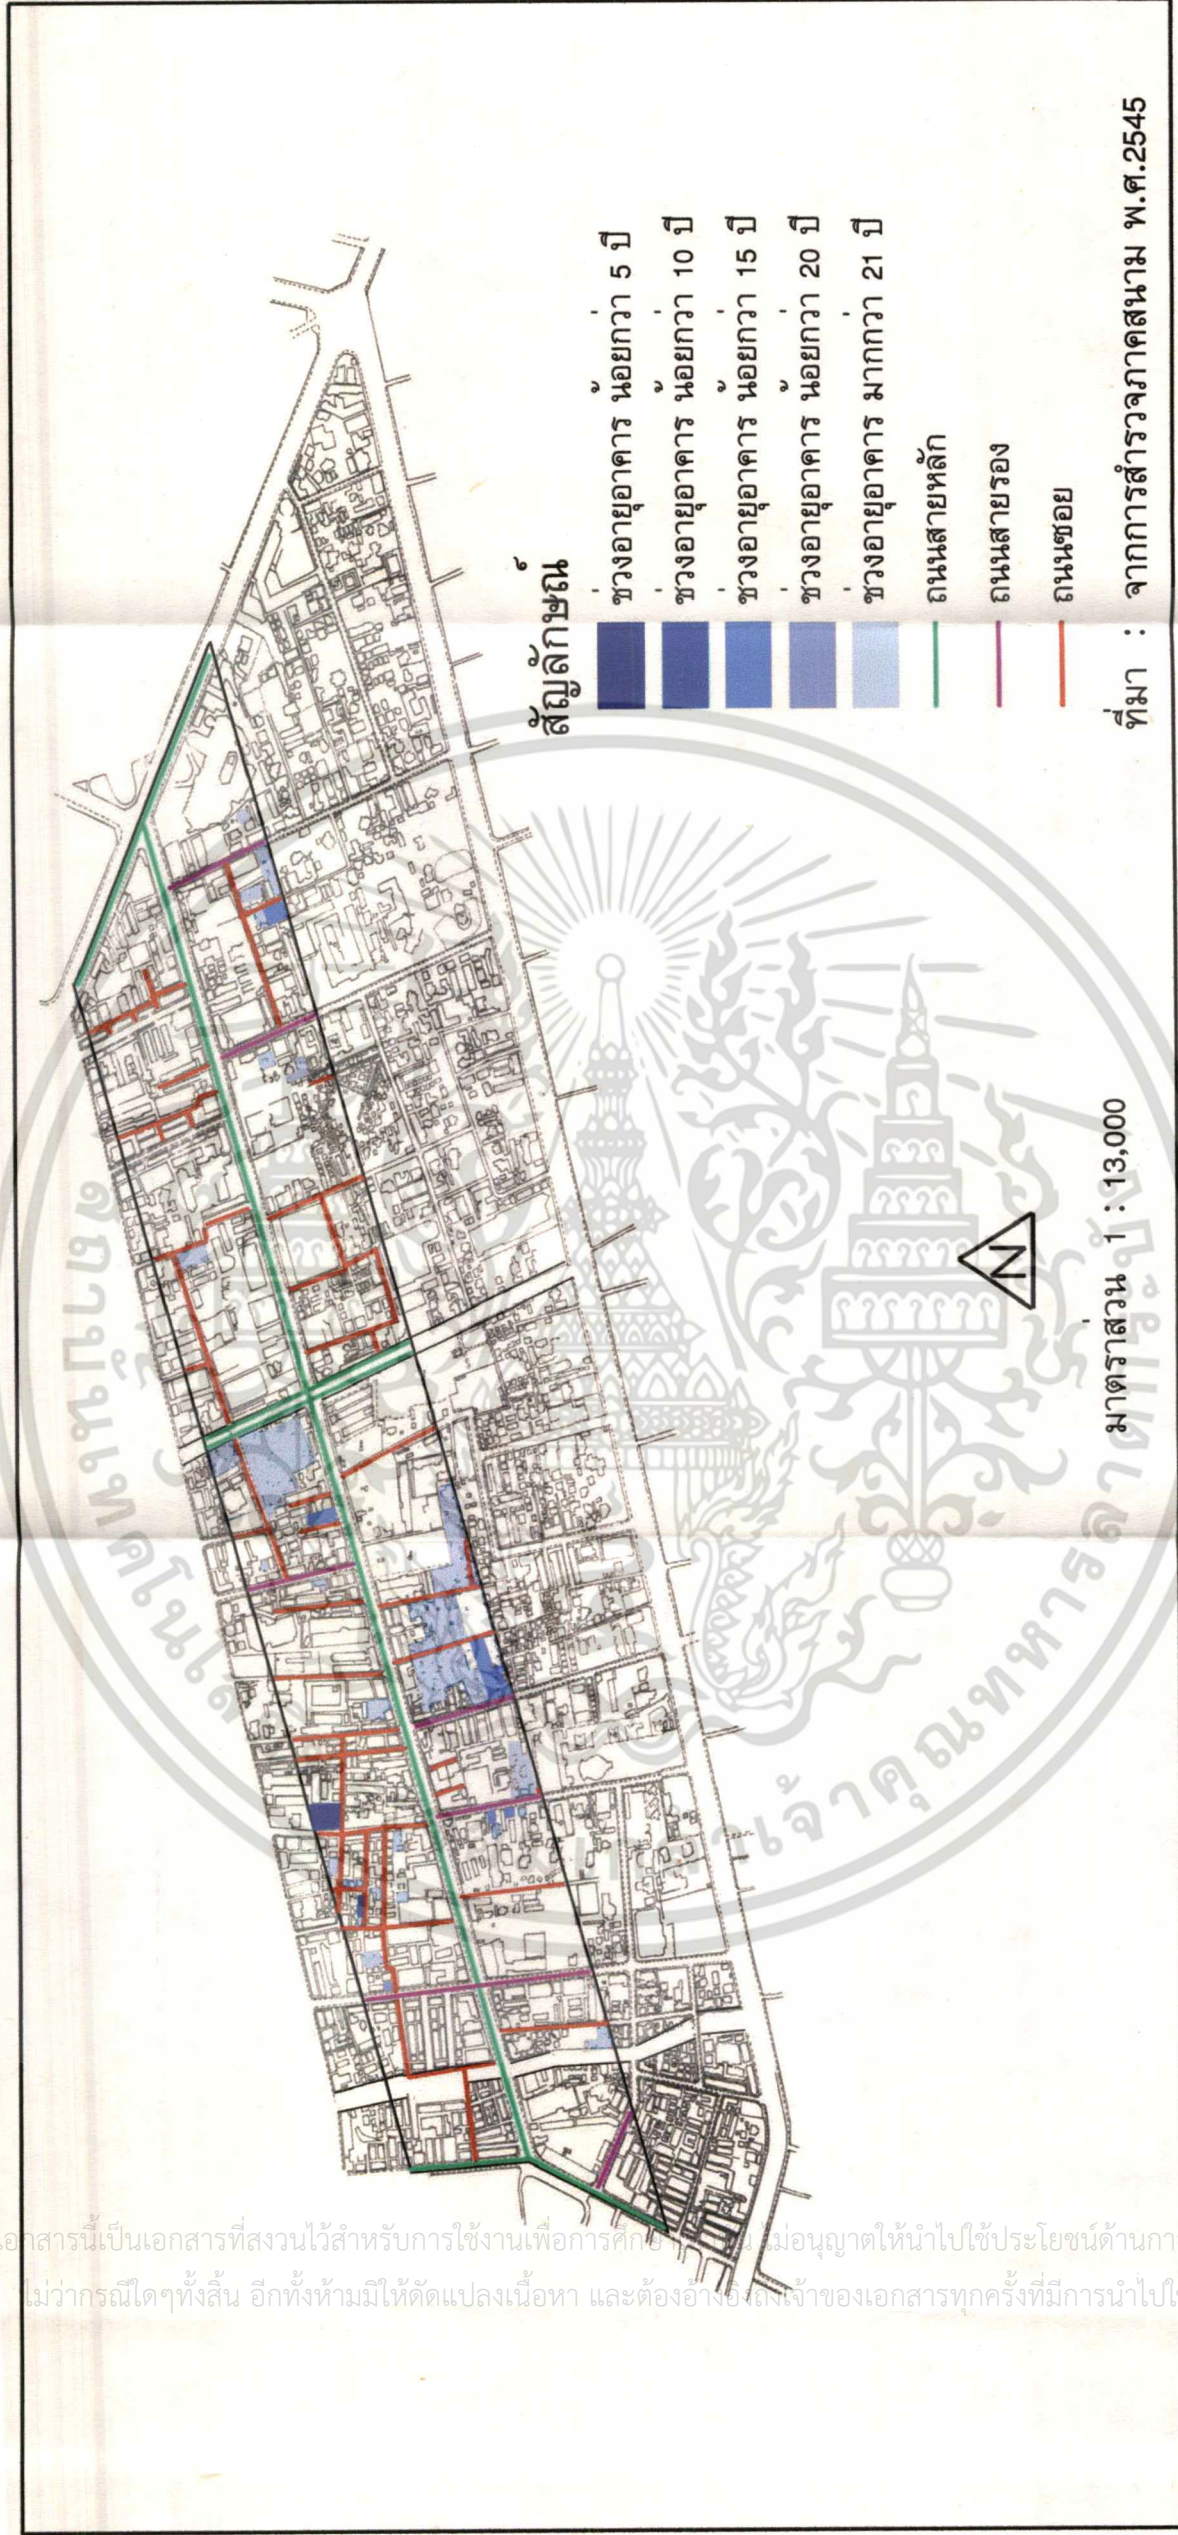 สัญลักษณ์
ช่วงอายุอาคาร น้อยกว่า 5 ปี
ช่วงอายุอาคาร น้อยกว่า 10 ปี
ช่วงอายุอาคาร น้อยกว่า 15 ปี
ช่วงอายุอาคาร น้อยกว่า 20 ปี
ช่วงอายุอาคาร มากกว่า 21 ปี
ถนนสายหลัก
ถนนสายรอง
ถนนซอย
ที่มา : จากการสำรวจภาคสนาม พ.ศ.2545
N
มาตราส่วน 1 : 13,000
เอกสารนี้เป็นเอกสารที่สงวนไว้สำหรับการใช้งานเพื่อการศึกษา ไม่อนุญาตให้นำไปใช้ประโยชน์ด้านกา
ไม่ว่ากรณีใดๆทั้งสิ้น อีกทั้งห้ามมิให้ดัดแปลงเนื้อหา และต้องอ้างอิงถึงเจ้าของเอกสารทุกครั้งที่มีการนำไปใ